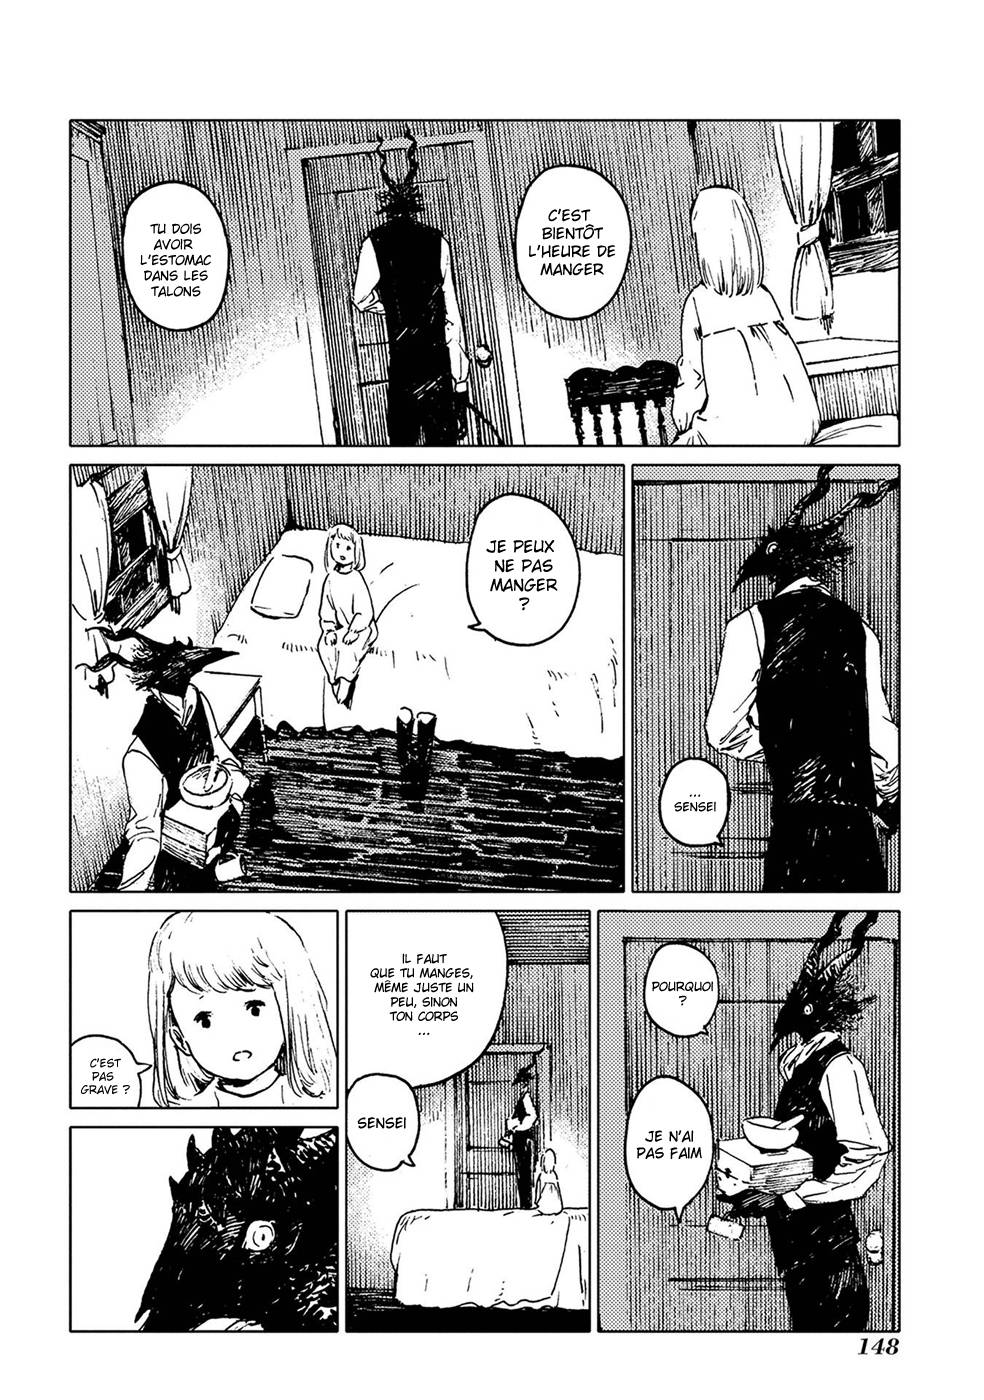 C'EST
BIENTÔT
L'HEURE DE
MANGER
TU DOIS
AVOIR
L'ESTOMAC
DANS LES
TALONS
...
SENSEI
JE PEUX
NE PAS
MANGER
?
POURQUOI
?
JE N'AI
PAS FAIM
IL FAUT
QUE TU MANGES,
MÊME JUSTE UN
PEU, SINON
TON CORPS
...
SENSEI
C'EST
PAS
GRAVE ?
148